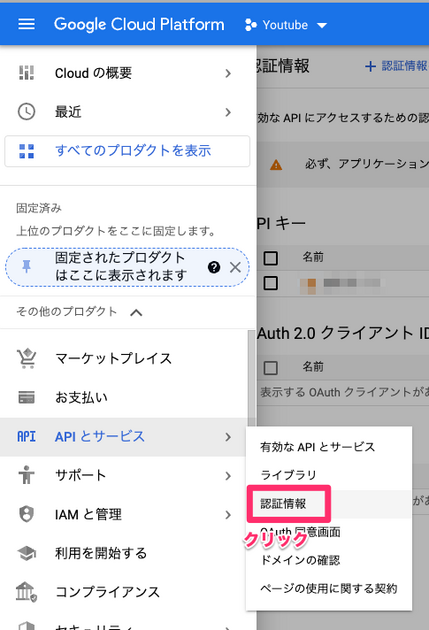 Google Cloud Platform
Youtube
Cloud の概要
最近
すべてのプロダクトを表示
固定済み
上位のプロダクトをここに固定します。
固定されたプロダクト
はここに表示されます
その他のプロダクト
マーケットプレイス
お支払い
API API とサービス
サポート
IAM と管理
利用を開始する
コンプライアンス
セキュリティ
認証情報
+ 認証情報
効な API にアクセスするための認
必ず、アプリケーション
PI キー
名前
Auth 2.0 クライアント ID
名前
表示する OAuth クライアントがあ
有効な API とサービス
ライブラリ
認証情報
クリック
OAuth 同意画面
ドメインの確認
ページの使用に関する契約